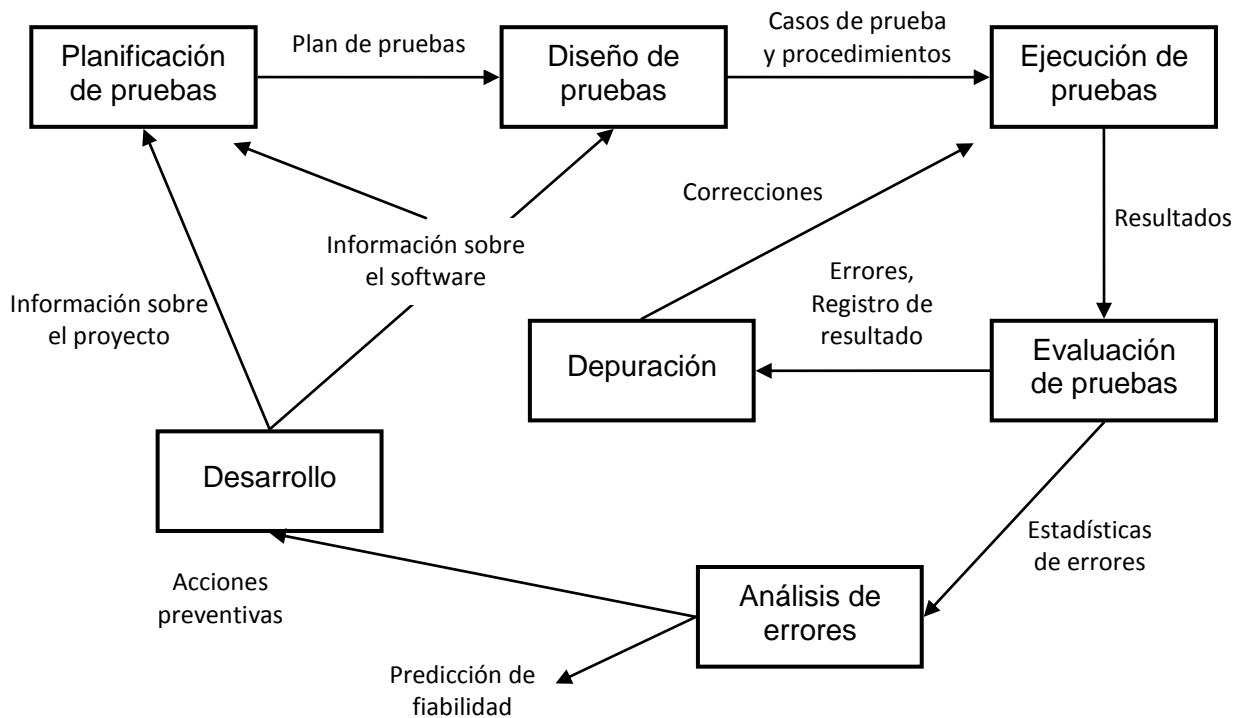 Planificación
de pruebas
Plan de pruebas
Diseño de
pruebas
Casos de prueba
y procedimientos
Ejecución de
pruebas
Correcciones
Resultados
Información sobre
el software
Información sobre
el proyecto
Errores,
Registro de
resultado
Depuración
Evaluación
de pruebas
Desarrollo
Estadísticas
de errores
Acciones
preventivas
Análisis de
errores
Predicción de
fiabilidad